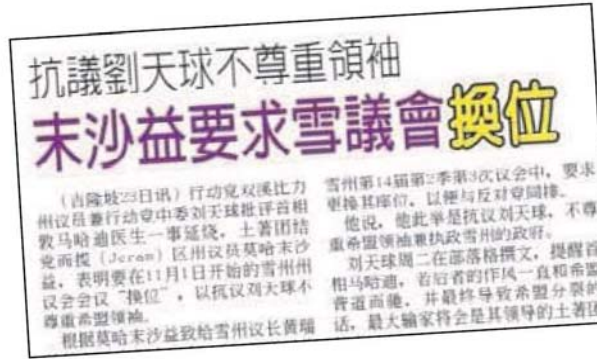 抗議劉天球不尊重領袖
末沙益要求雪議會換位
（吉隆坡23日讯）行动党双溪比力
州议员兼行动党中委刘天球批评首相
敦马哈迪医生一事延烧，土著团结
党而榄（Jeram）区州议员莫哈末沙
益，表明要在11月1日开始的雪州州
议会会议“换位”，以抗议刘天球不
尊重希盟领袖。
根据莫哈末沙益致给雪州议长黄瑞
雪州第14届第2季第3次议会中，要求
更换其座位，以便与反对党同排。
他说，他此举是抗议刘天球，不尊
重希盟领袖兼执政雪州的政府。
刘天球周二在部落格撰文，提醒首
相马哈迪，若后者的作风一直和希盟
背道而驰，并最终导致希盟分裂的
话，最大输家将会是其领导的土著团